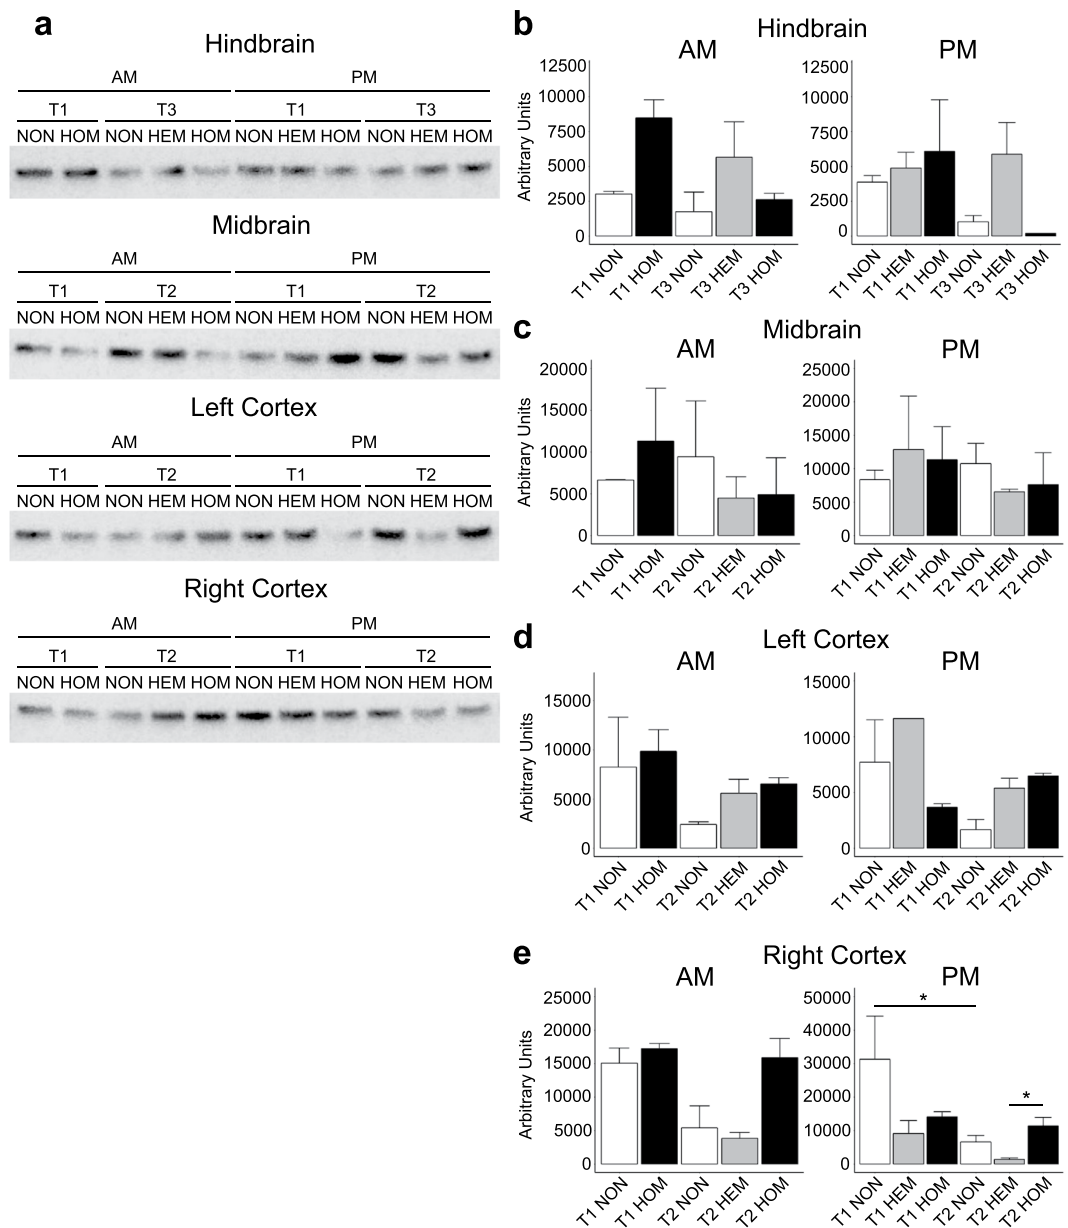 a
Hindbrain
AM PM
T1 T3 T1 T3
NON HOM NON HEM HOM NON HEM HOM NON HEM HOM
Midbrain
AM PM
T1 T2 T1 T2
NON HOM NON HEM HOM NON HEM HOM NON HEM HOM
Left Cortex
AM PM
T1 T2 T1 T2
NON HOM NON HEM HOM NON HEM HOM NON HEM HOM
Right Cortex
AM PM
T1 T2 T1 T2
NON HOM NON HEM HOM NON HEM HOM NON HEM HOM
b
Hindbrain
AM
Arbitrary Units
12500
10000
7500
5000
2500
0
T1 NON T1 HOM T3 NON T3 HEM T3 HOM
PM
12500
10000
7500
5000
2500
0
T1 NON T1 HEM T1 HOM T3 NON T3 HEM T3 HOM
c
Midbrain
AM
Arbitrary Units
20000
15000
10000
5000
0
T1 NON T1 HOM T2 NON T2 HEM T2 HOM
PM
25000
20000
15000
10000
5000
0
T1 NON T1 HEM T1 HOM T2 NON T2 HEM T2 HOM
d
Left Cortex
AM
Arbitrary Units
15000
10000
5000
0
T1 NON T1 HOM T2 NON T2 HEM T2 HOM
PM
15000
10000
5000
0
T1 NON T1 HEM T1 HOM T2 NON T2 HEM T2 HOM
e
Right Cortex
AM
Arbitrary Units
25000
20000
15000
10000
5000
0
T1 NON T1 HOM T2 NON T2 HEM T2 HOM
PM
50000
40000
30000
20000
10000
0
*
*
T1 NON T1 HEM T1 HOM T2 NON T2 HEM T2 HOM